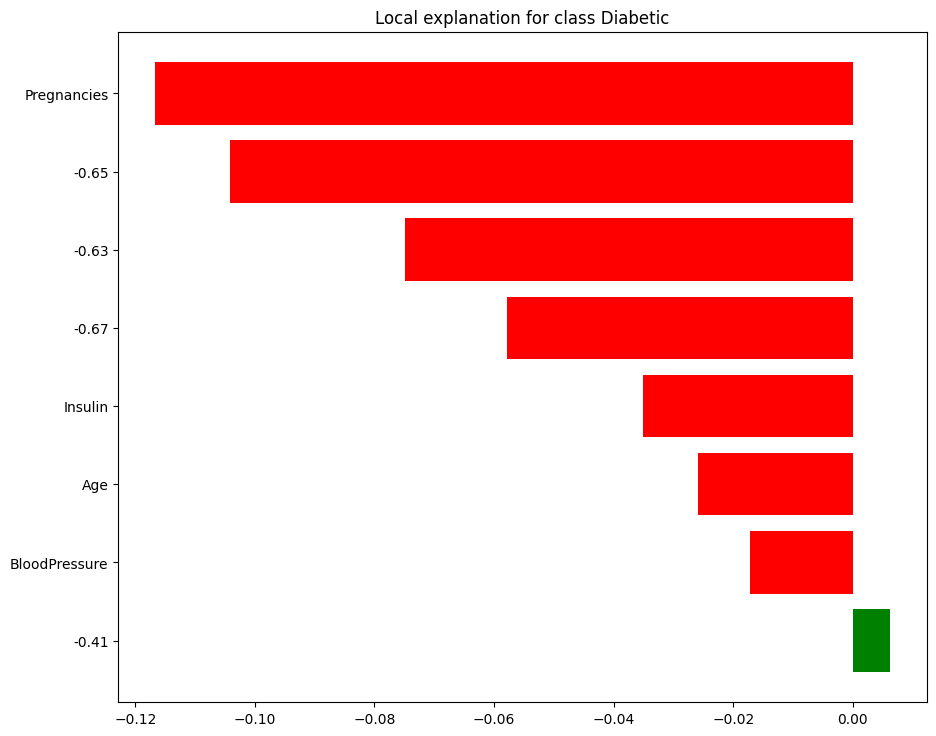 Local explanation for class Diabetic
Pregnancies
-0.65
-0.63
-0.67
Insulin
Age
BloodPressure
-0.41
−0.12 −0.10 −0.08 −0.06 −0.04 −0.02 0.00